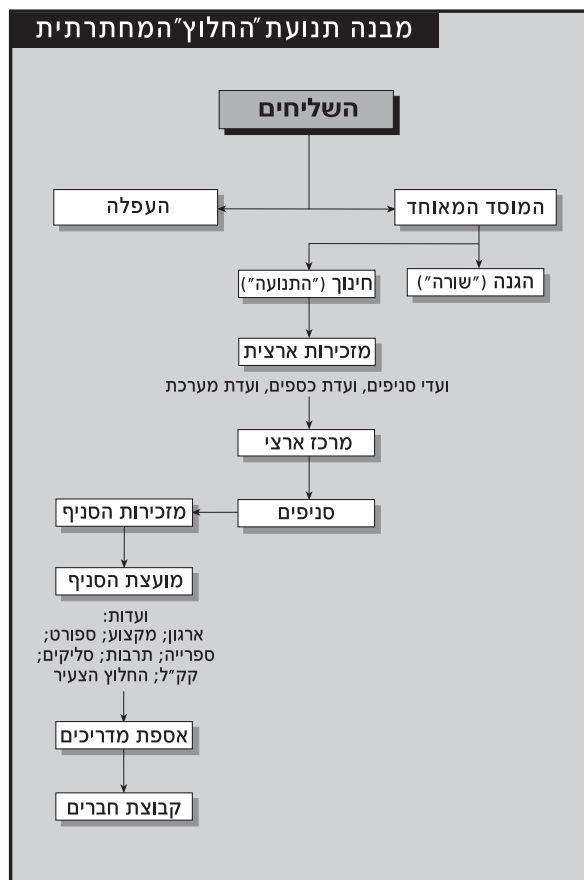 מבנה תנועת "החלוץ" המחתרתית
השליחים
המוסד המאוחד
העפלה
הגנה ("שורה")
חינוך ("התנועה")
מזכירות ארצית
ועדי סניפים, ועדת כספים, ועדת מערכת
מרכז ארצי
סניפים
מזכירות הסניף
מועצת הסניף
ועדות:
ארגון; מקצוע; ספורט;
ספרייה; תרבות; סליקים;
קק"ל; החלוץ הצעיר
אספת מדריכים
קבוצת חברים